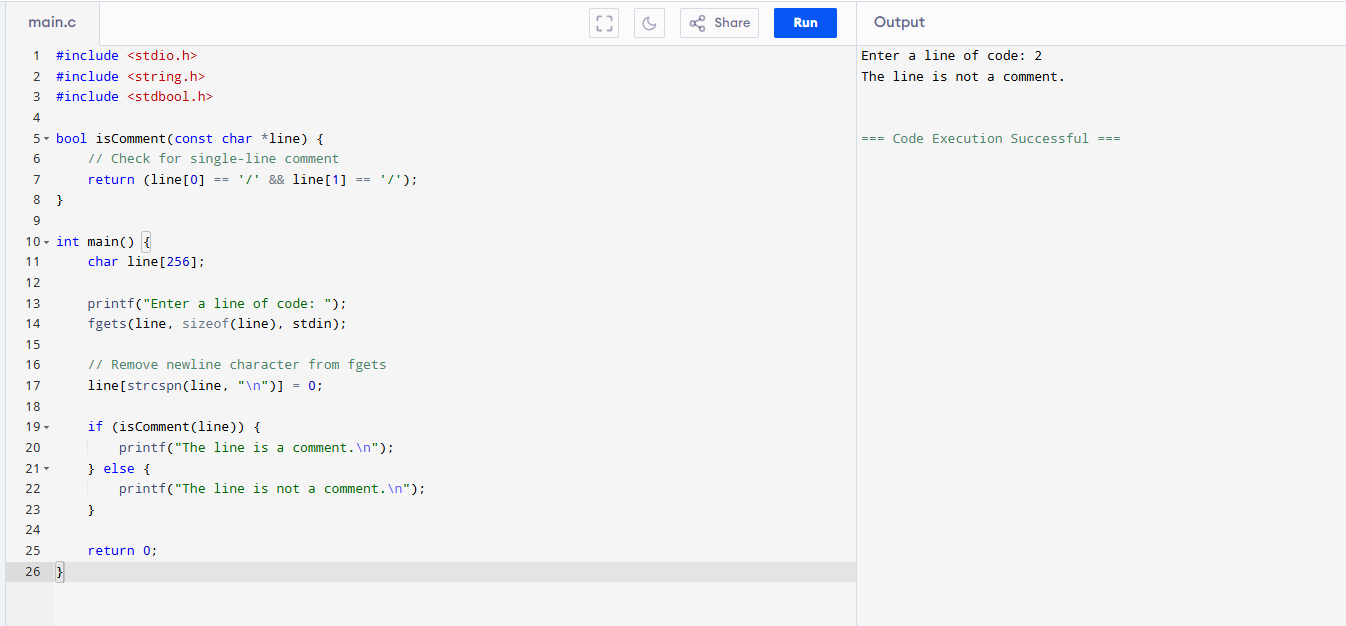 main.c
Share
Run
Output
1 #include <stdio.h>
2 #include <string.h>
3 #include <stdbool.h>
4
5 bool isComment(const char *line) {
6     // Check for single-line comment
7     return (line[0] == '/' && line[1] == '/');
8 }
9
10 int main() {
11     char line[256];
12
13     printf("Enter a line of code: ");
14     fgets(line, sizeof(line), stdin);
15
16     // Remove newline character from fgets
17     line[strcspn(line, "\n")] = 0;
18
19     if (isComment(line)) {
20         printf("The line is a comment.\n");
21     } else {
22         printf("The line is not a comment.\n");
23     }
24
25     return 0;
26 }
Enter a line of code: 2
The line is not a comment.
=== Code Execution Successful ===